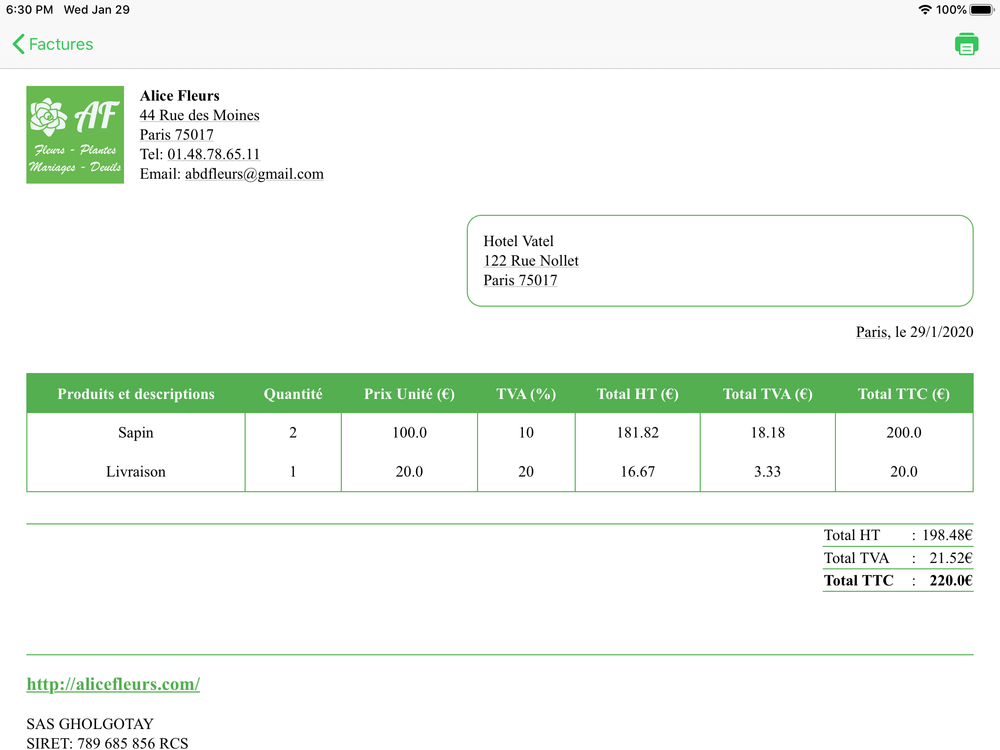 6:30 PM Wed Jan 29 100%
Factures
AF
Fleurs - Plantes
Mariages - Deuils
Alice Fleurs
44 Rue des Moines
Paris 75017
Tel: 01.48.78.65.11
Email: abdfleurs@gmail.com
Hotel Vatel
122 Rue Nollet
Paris 75017
Paris, le 29/1/2020
Produits et descriptions Quantité Prix Unité (€) TVA (%) Total HT (€) Total TVA (€) Total TTC (€)
Sapin 2 100.0 10 181.82 18.18 200.0
Livraison 1 20.0 20 16.67 3.33 20.0
Total HT : 198.48€
Total TVA : 21.52€
Total TTC : 220.0€
http://alicefleurs.com/
SAS GHOLGOTAY
SIRET: 789 685 856 RCS